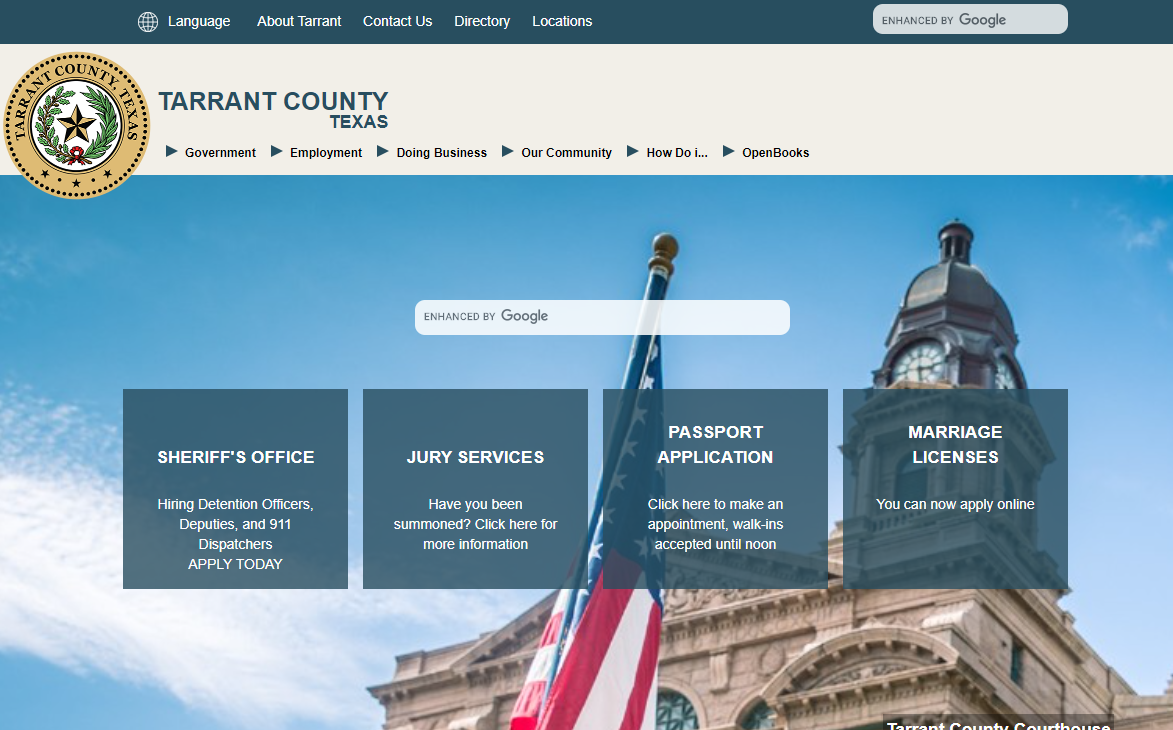 Language About Tarrant Contact Us Directory Locations
ENHANCED BY Google
TARRANT COUNTY, TEXAS
TARRANT COUNTY
TEXAS
Government Employment Doing Business Our Community How Do i... OpenBooks
ENHANCED BY Google
SHERIFF'S OFFICE
Hiring Detention Officers,
Deputies, and 911
Dispatchers
APPLY TODAY
JURY SERVICES
Have you been
summoned? Click here for
more information
PASSPORT
APPLICATION
Click here to make an
appointment, walk-ins
accepted until noon
MARRIAGE
LICENSES
You can now apply online
Tarrant County Courthouse